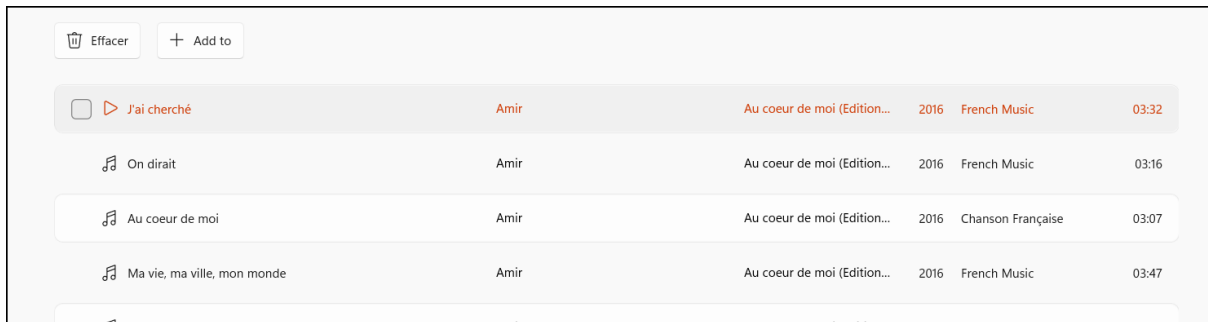 Effacer Add to
J'ai cherché Amir Au coeur de moi (Edition... 2016 French Music 03:32
On dirait Amir Au coeur de moi (Edition... 2016 French Music 03:16
Au coeur de moi Amir Au coeur de moi (Edition... 2016 Chanson Française 03:07
Ma vie, ma ville, mon monde Amir Au coeur de moi (Edition... 2016 French Music 03:47